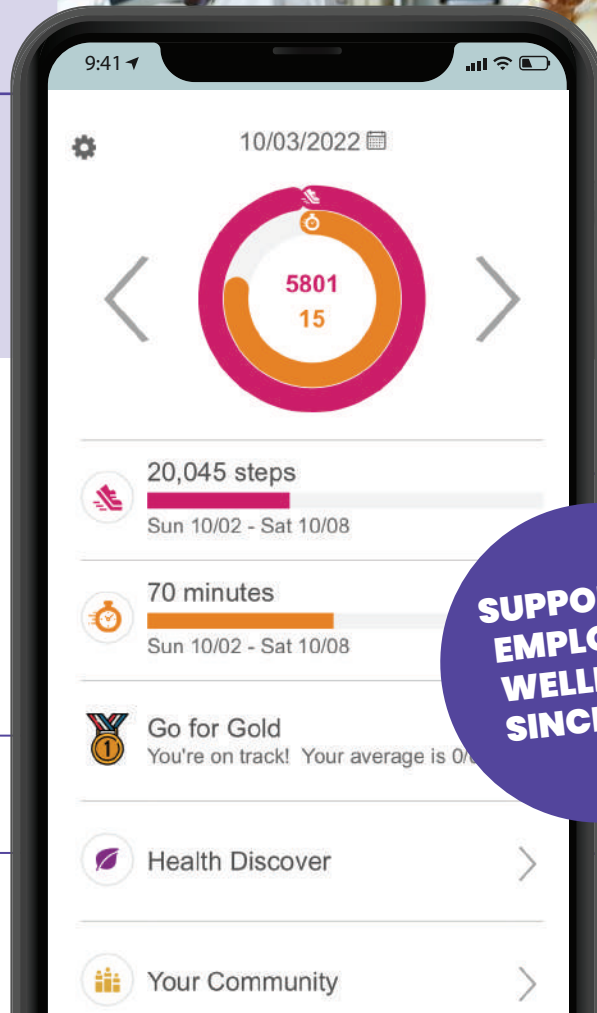 9:41
10/03/2022
5801
15
20,045 steps
Sun 10/02 - Sat 10/08
70 minutes
Sun 10/02 - Sat 10/08
Go for Gold
1
You're on track! Your average is
Health Discover
Your Community